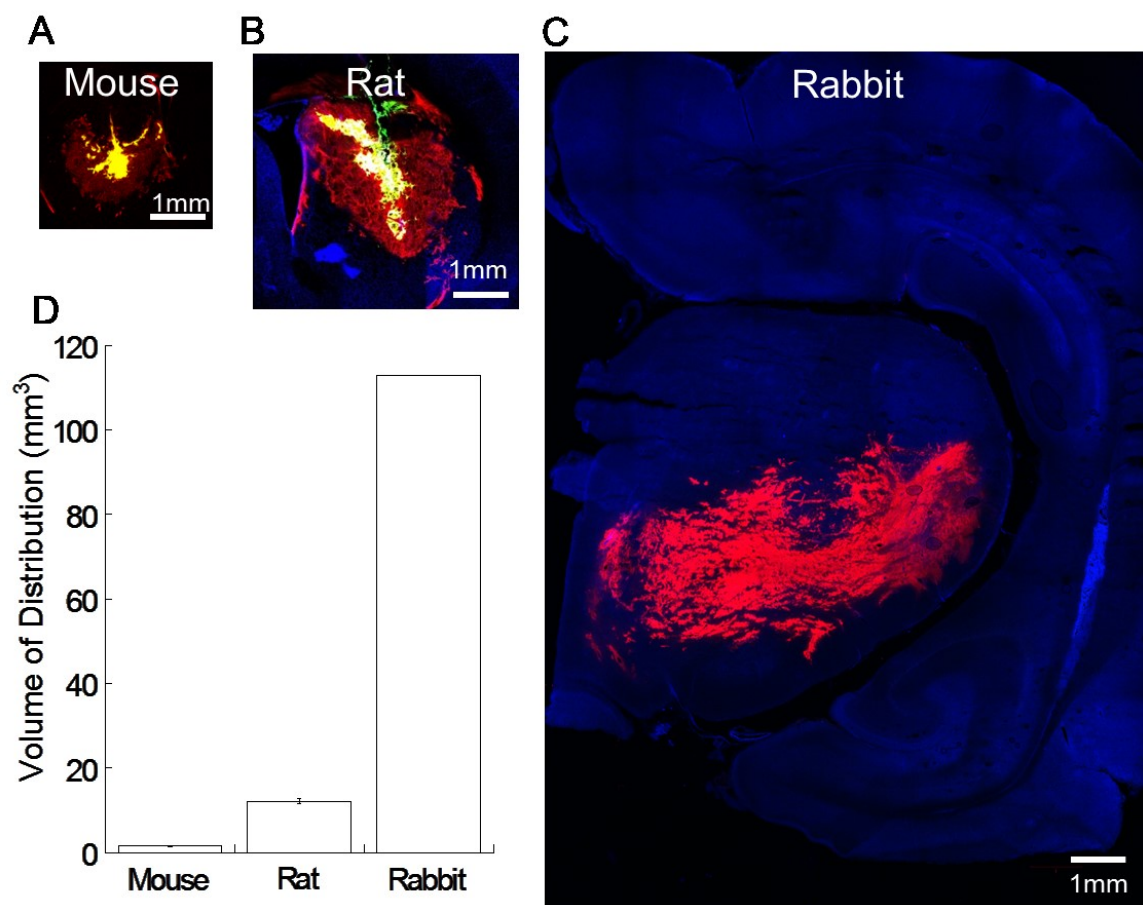 A
Mouse
1mm
B
Rat
1mm
C
Rabbit
1mm
D
Volume of Distribution (mm³)
120
100
80
60
40
20
0
Mouse Rat Rabbit